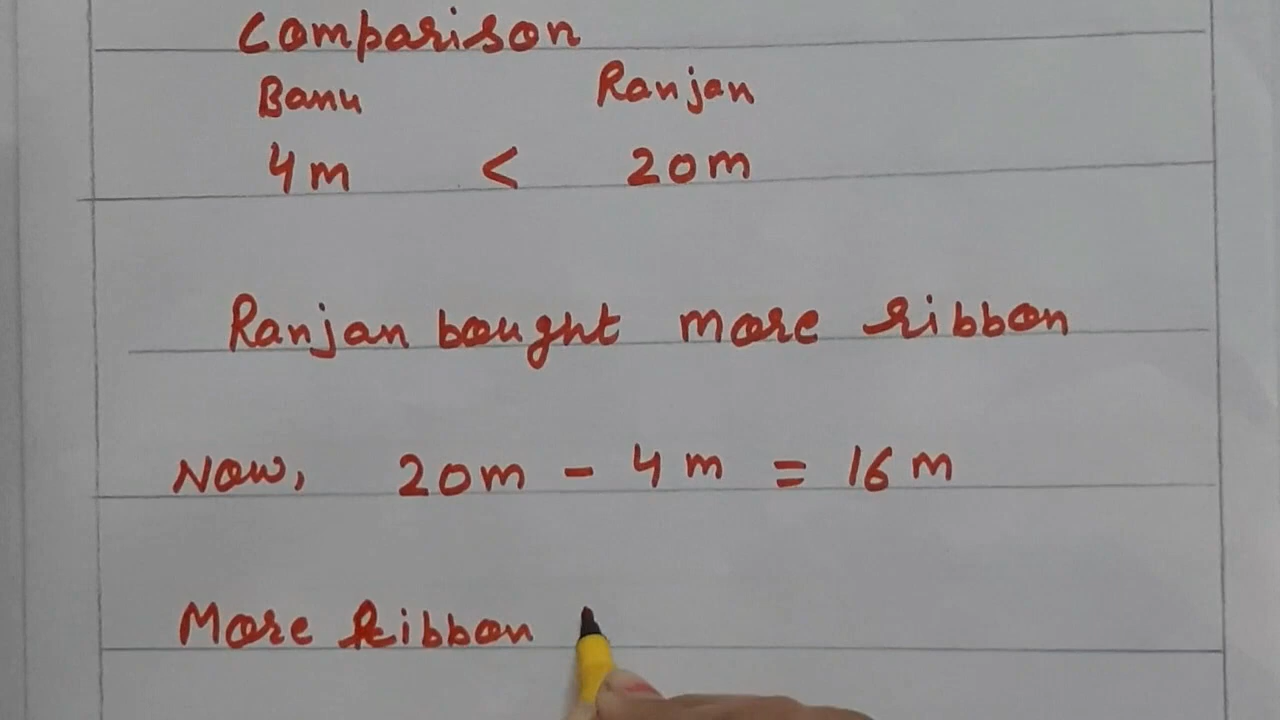 Comparison
Banu Ranjan
4m < 20m
Ranjan bought more ribbon
Now, 20m - 4m = 16m
More Ribbon